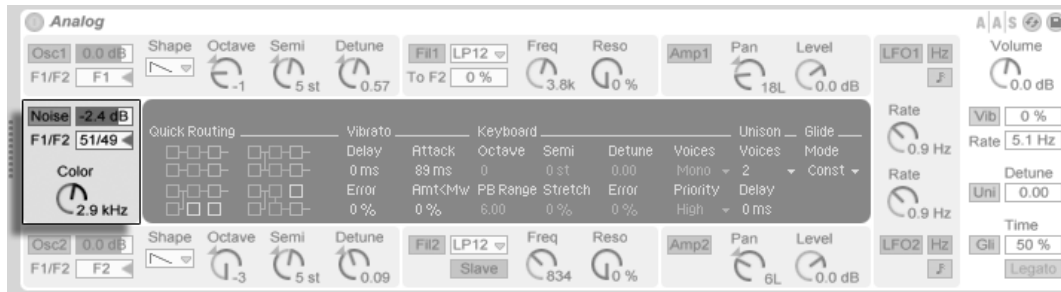 Analog
A|A|S
Osc1 0.0 dB Shape Octave Semi Detune Fil1 LP12 Freq Reso Amp1 Pan Level LFO1 Hz Volume
F1/F2 F1 -1 5 st 0.57 To F2 0 % 3.8k 0 % 18L 0.0 dB 0.0 dB
Noise -2.4 dB
F1/F2 51/49
Color
2.9 kHz
Quick Routing Vibrato Keyboard Unison Glide
Delay Attack Octave Semi Detune Voices Voices Mode
0 ms 89 ms 0 0 st 0.00 Mono 2 Const
Error Amt<Mw PB Range Stretch Error Priority Delay
0 % 0 % 6.00 0 % 0 % High 0 ms
Rate
0.9 Hz
Rate
0.9 Hz
Vib 0 %
Rate 5.1 Hz
Detune
Uni 0.00
Time
Osc2 0.0 dB Shape Octave Semi Detune Fil2 LP12 Freq Reso Amp2 Pan Level LFO2 Hz Gli 50 %
F1/F2 F2 -3 5 st 0.09 Slave 834 0 % 6L 0.0 dB Legato